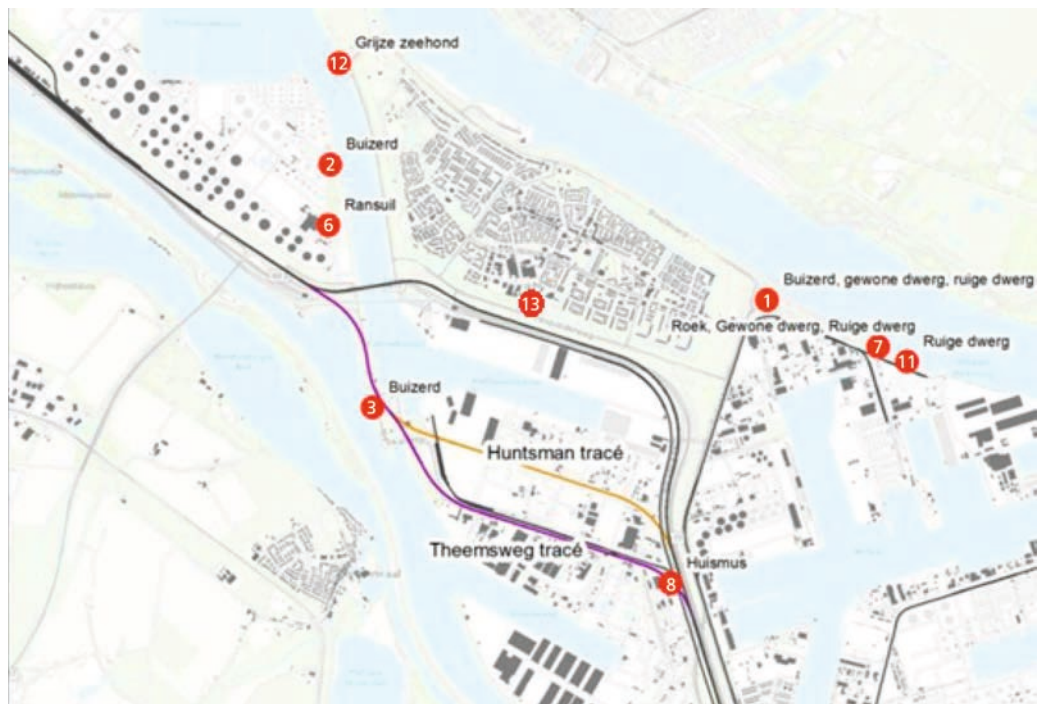 12 Grijze zeehond
2 Buizerd
6 Ransuil
13
1 Buizerd, gewone dwerg, ruige dwerg
Roek, Gewone dwerg, Ruige dwerg
7
11 Ruige dwerg
3 Buizerd
Huntsman tracé
Theemsweg tracé
8 Huismus